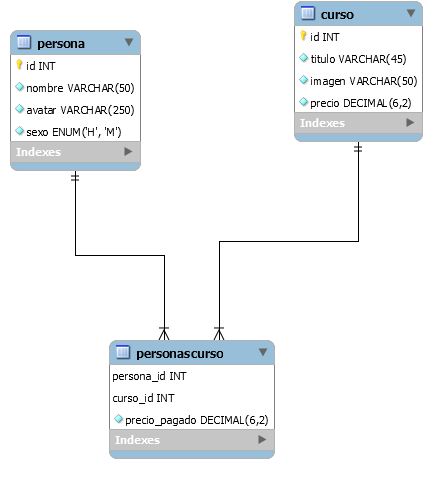 persona
id INT
nombre VARCHAR(50)
avatar VARCHAR(250)
sexo ENUM('H', 'M')
Indexes
curso
id INT
titulo VARCHAR(45)
imagen VARCHAR(50)
precio DECIMAL(6,2)
Indexes
personascurso
persona_id INT
curso_id INT
precio_pagado DECIMAL(6,2)
Indexes